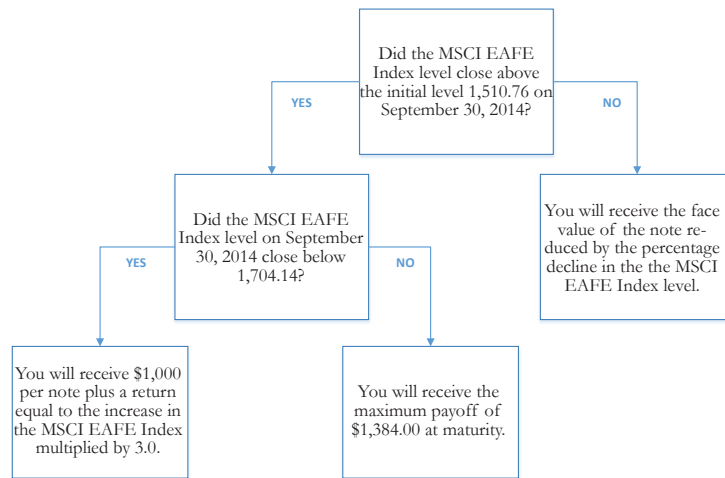 Did the MSCI EAFE
Index level close above
the initial level 1,510.76 on
September 30, 2014?
YES
NO
Did the MSCI EAFE
Index level on September
30, 2014 close below
1,704.14?
You will receive the face
value of the note re-
duced by the percentage
decline in the the MSCI
EAFE Index level.
YES
NO
You will receive $1,000
per note plus a return
equal to the increase in
the MSCI EAFE Index
multiplied by 3.0.
You will receive the
maximum payoff of
$1,384.00 at maturity.